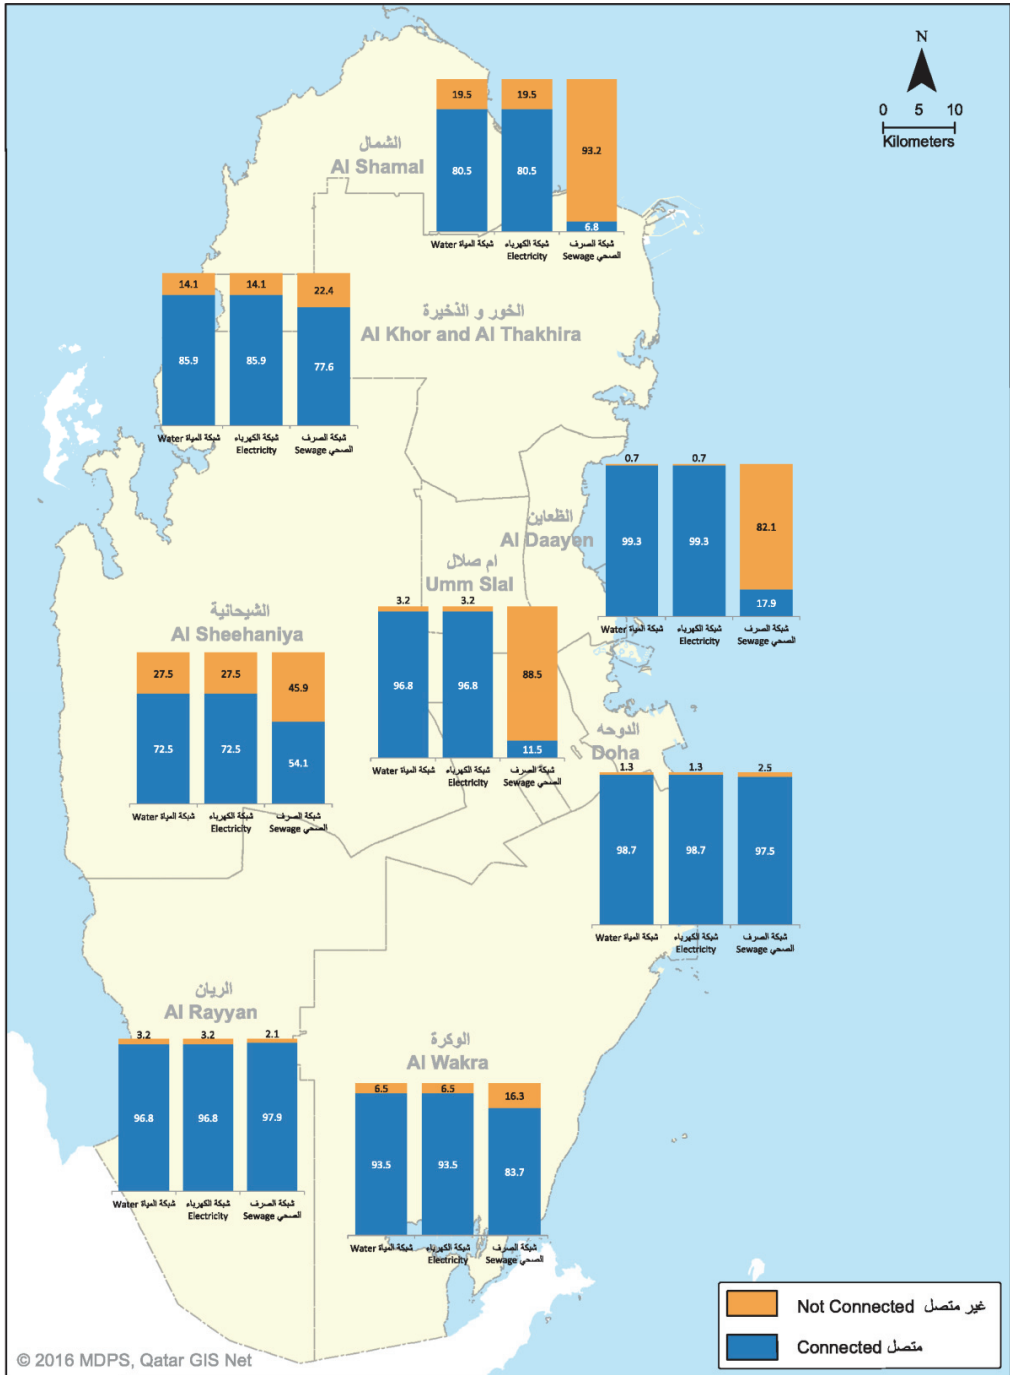 N
0 5 10
Kilometers
الشمال
Al Shamal
19.5 19.5 93.2
80.5 80.5 6.8
شبكة المياة Water
شبكة الكهرباء
Electricity
شبكة الصرف
الصحي Sewage
الخور و الذخيرة
Al Khor and Al Thakhira
14.1 14.1 22.4
85.9 85.9 77.6
شبكة المياة Water
شبكة الكهرباء
Electricity
شبكة الصرف
الصحي Sewage
الظعاين
Al Daayen
0.7 0.7 82.1
99.3 99.3 17.9
شبكة المياة Water
شبكة الكهرباء
Electricity
شبكة الصرف
الصحي Sewage
ام صلال
Umm Slal
3.2 3.2 88.5
96.8 96.8 11.5
شبكة المياة Water
شبكة الكهرباء
Electricity
شبكة الصرف
الصحي Sewage
الشيحانية
Al Sheehaniya
27.5 27.5 45.9
72.5 72.5 54.1
شبكة المياة Water
شبكة الكهرباء
Electricity
شبكة الصرف
الصحي Sewage
الدوحه
Doha
1.3 1.3 2.5
98.7 98.7 97.5
شبكة المياة Water
شبكة الكهرباء
Electricity
شبكة الصرف
الصحي Sewage
الريان
Al Rayyan
3.2 3.2 2.1
96.8 96.8 97.9
شبكة المياة Water
شبكة الكهرباء
Electricity
شبكة الصرف
الصحي Sewage
الوكرة
Al Wakra
6.5 6.5 16.3
93.5 93.5 83.7
شبكة المياة Water
شبكة الكهرباء
Electricity
شبكة الصرف
الصحي Sewage
Not Connected غير متصل
Connected متصل
© 2016 MDPS, Qatar GIS Net